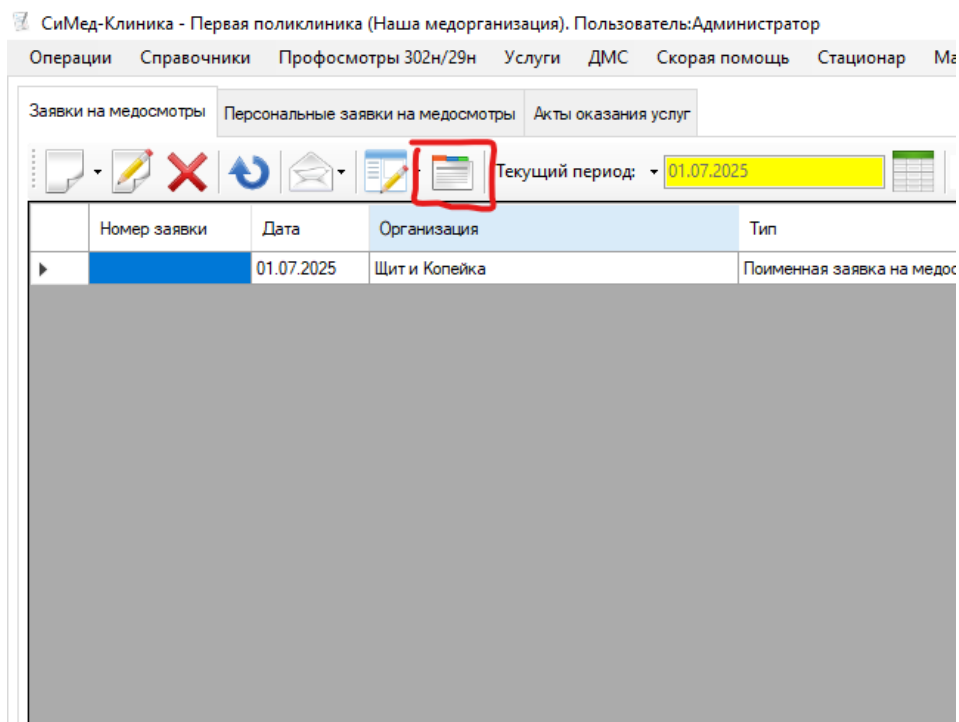 СиМед-Клиника - Первая поликлиника (Наша медорганизация). Пользователь:Администратор
Операции Справочники Профосмотры 302н/29н Услуги ДМС Скорая помощь Стационар Ма
Заявки на медосмотры Персональные заявки на медосмотры Акты оказания услуг
Текущий период: 01.07.2025
Номер заявки Дата Организация Тип
01.07.2025 Щит и Копейка Поименная заявка на медос